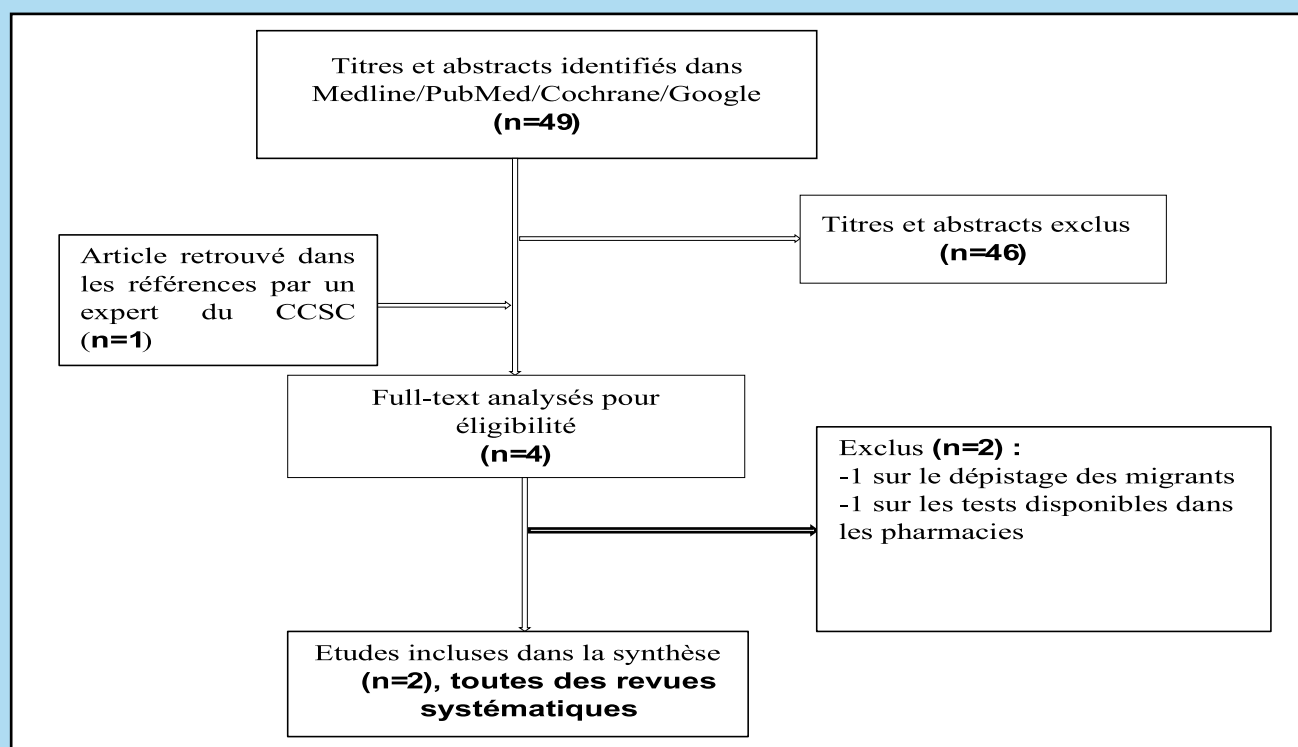 Titres et abstracts identifiés dans
Medline/PubMed/Cochrane/Google
(n=49)
Titres et abstracts exclus
(n=46)
Article retrouvé dans
les références par un
expert du CCSC
(n=1)
Full-text analysés pour
éligibilité
(n=4)
Exclus (n=2) :
-1 sur le dépistage des migrants
-1 sur les tests disponibles dans
les pharmacies
Etudes incluses dans la synthèse
(n=2), toutes des revues
systématiques